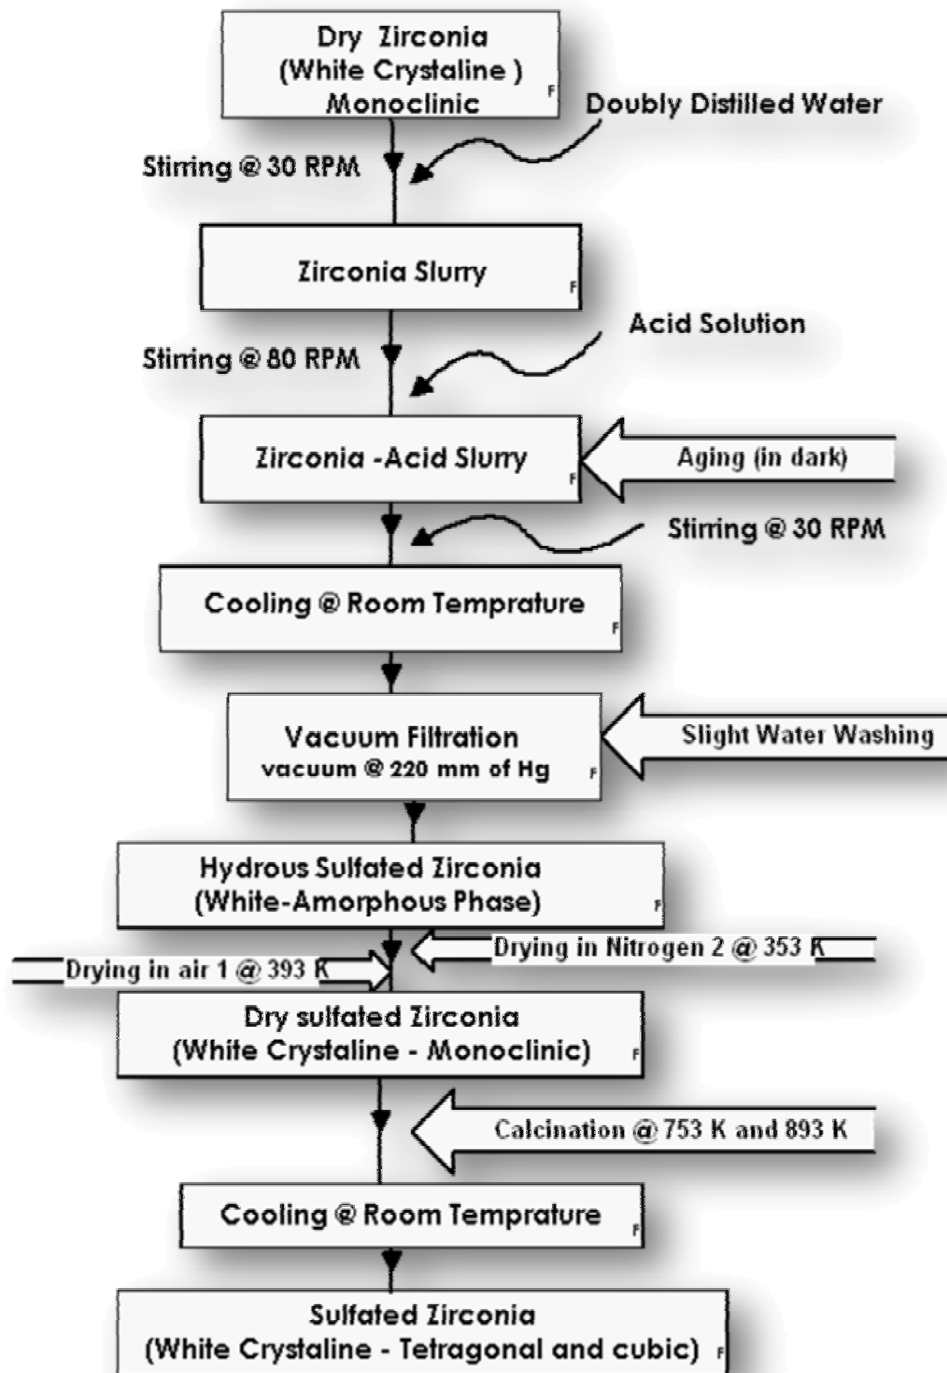 Dry Zirconia
(White Crystaline )
Monoclinic
F
Doubly Distilled Water
Stirring @ 30 RPM
Zirconia Slurry
F
Acid Solution
Stirring @ 80 RPM
Zirconia -Acid Slurry
F
Aging (in dark)
Stirring @ 30 RPM
Cooling @ Room Temprature
F
Vacuum Filtration
vacuum @ 220 mm of Hg
F
Slight Water Washing
Hydrous Sulfated Zirconia
(White-Amorphous Phase)
F
Drying in Nitrogen 2 @ 353 K
Drying in air 1 @ 393 K
Dry sulfated Zirconia
(White Crystaline - Monoclinic)
F
Calcination @ 753 K and 893 K
Cooling @ Room Temprature
F
Sulfated Zirconia
(White Crystaline - Tetragonal and cubic)
F